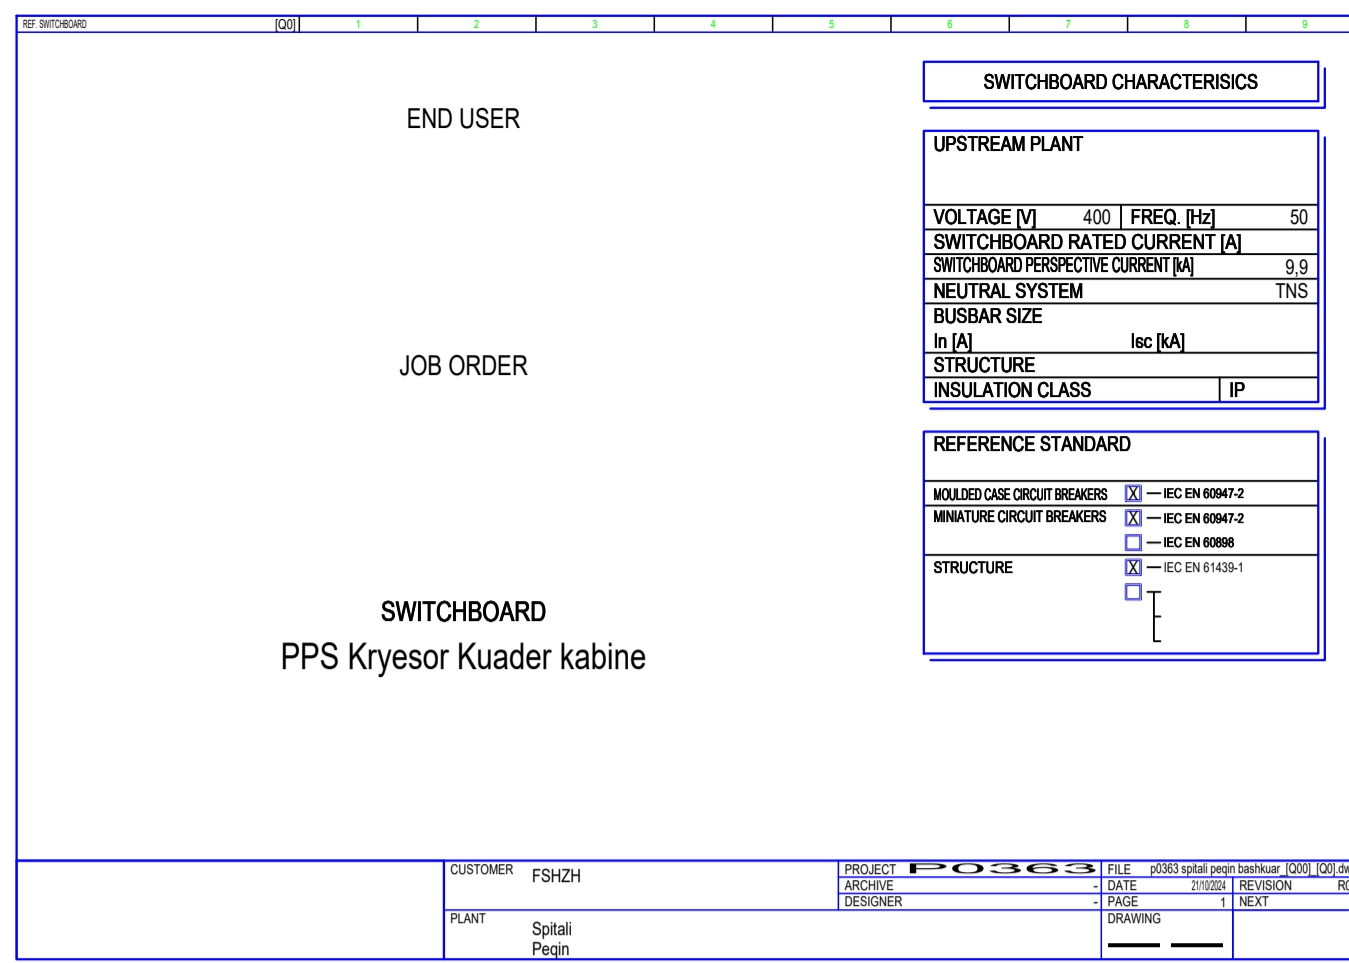 REF. SWITCHBOARD [Q0] 1 2 3 4 5 6 7 8 9
SWITCHBOARD CHARACTERISICS
END USER
UPSTREAM PLANT
VOLTAGE [V] 400 FREQ. [Hz] 50
SWITCHBOARD RATED CURRENT [A]
SWITCHBOARD PERSPECTIVE CURRENT [kA] 9,9
NEUTRAL SYSTEM TNS
BUSBAR SIZE
In [A] Isc [kA]
JOB ORDER
STRUCTURE
INSULATION CLASS IP
REFERENCE STANDARD
MOULDED CASE CIRCUIT BREAKERS X IEC EN 60947-2
MINIATURE CIRCUIT BREAKERS X IEC EN 60947-2
IEC EN 60898
STRUCTURE X IEC EN 61439-1
SWITCHBOARD
PPS Kryesor Kuader kabine
CUSTOMER FSHZH
PROJECT P0363
ARCHIVE -
DESIGNER -
FILE p0363 spitali peqin bashkuar_[Q00]_[Q0].dw
DATE 21/10/2024 REVISION R0
PAGE 1 NEXT
PLANT
Spitali
Peqin
DRAWING